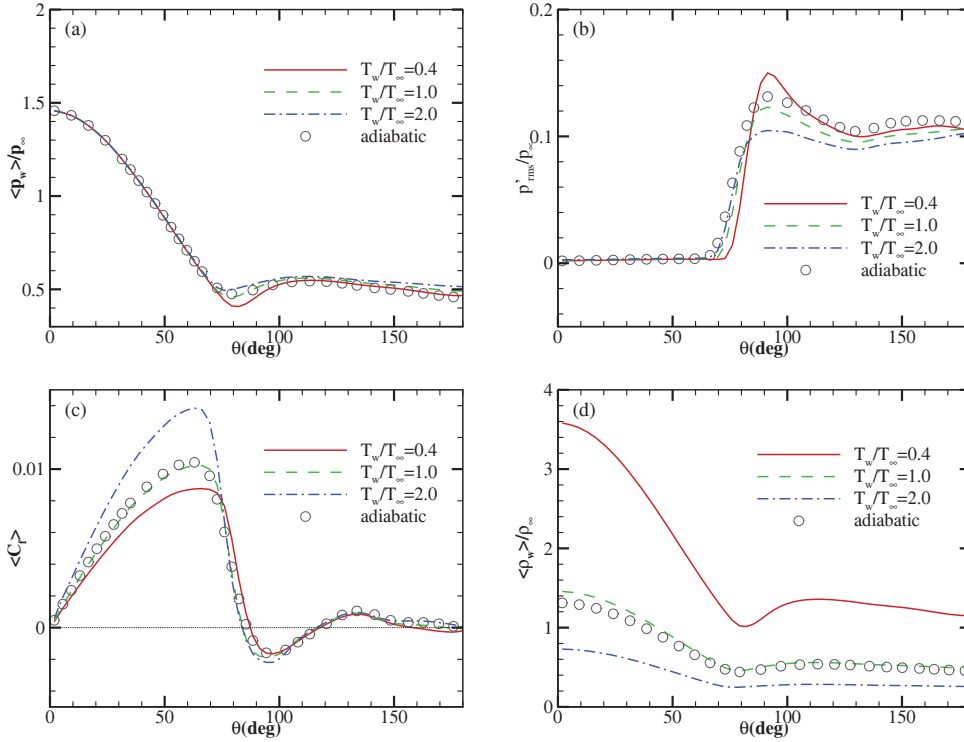 (a)
2
1.5
1
0.5
<p_w>/p_∞
T_w/T_∞=0.4
T_w/T_∞=1.0
T_w/T_∞=2.0
adiabatic
0 50 100 150
θ(deg)
(b)
0.2
0.1
0
p'_rms/p_∞
T_w/T_∞=0.4
T_w/T_∞=1.0
T_w/T_∞=2.0
adiabatic
0 50 100 150
θ(deg)
(c)
0.01
0
<C_f>
T_w/T_∞=0.4
T_w/T_∞=1.0
T_w/T_∞=2.0
adiabatic
0 50 100 150
θ(deg)
(d)
4
3
2
1
0
<ρ_w>/ρ_∞
T_w/T_∞=0.4
T_w/T_∞=1.0
T_w/T_∞=2.0
adiabatic
0 50 100 150
θ(deg)